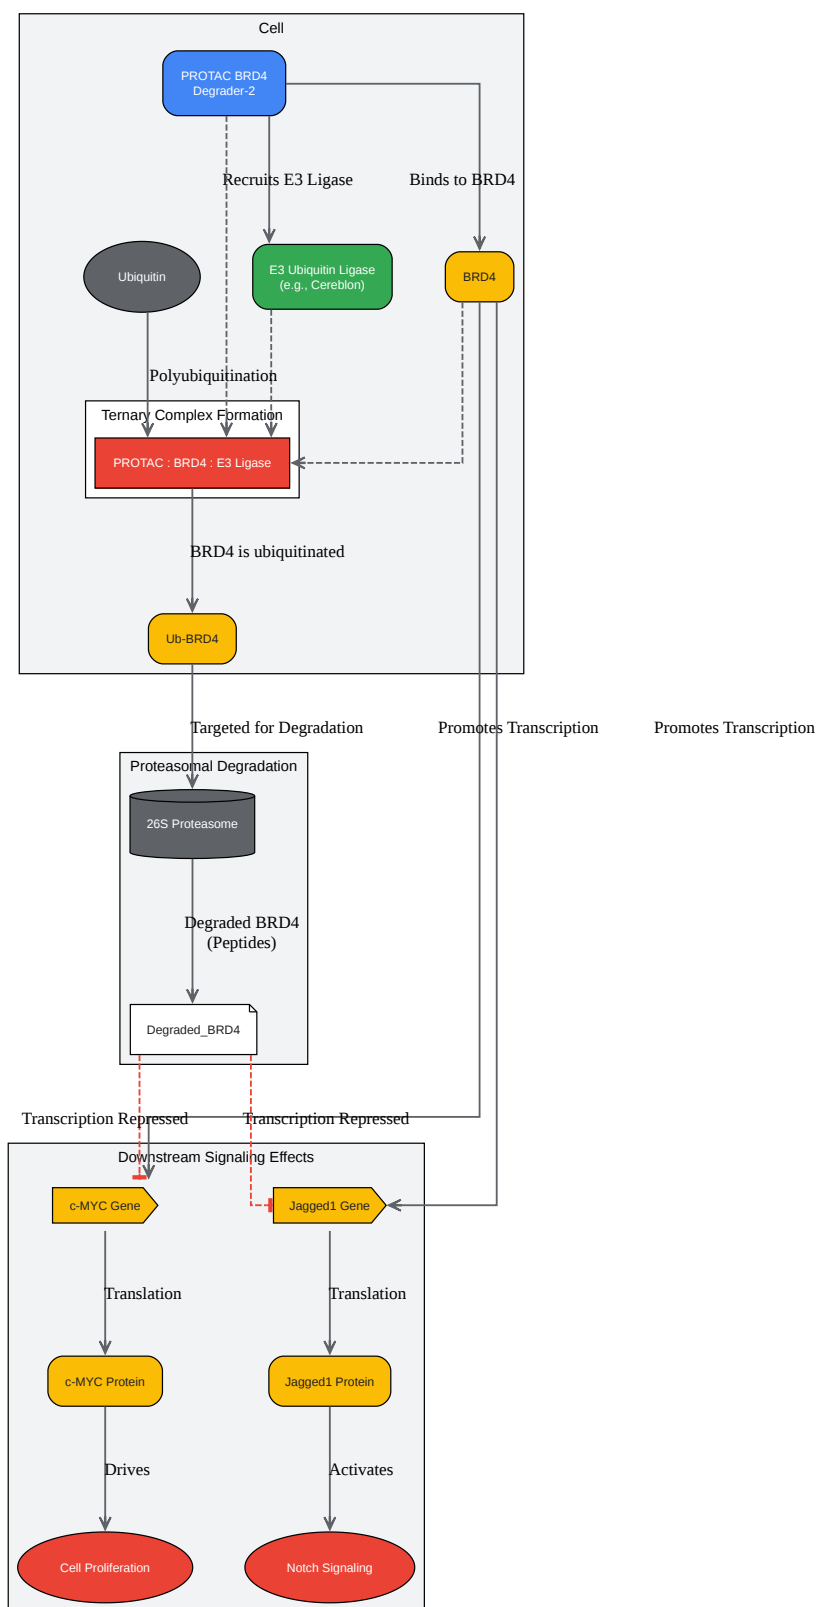 Cell
PROTAC BRD4
Degrader-2
Recruits E3 Ligase
Binds to BRD4
Ubiquitin
E3 Ubiquitin Ligase
(e.g., Cereblon)
BRD4
Polyubiquitination
Ternary Complex Formation
PROTAC : BRD4 : E3 Ligase
BRD4 is ubiquitinated
Ub-BRD4
Targeted for Degradation
Promotes Transcription
Promotes Transcription
Proteasomal Degradation
26S Proteasome
Degraded BRD4
(Peptides)
Degraded_BRD4
Transcription Repressed
Transcription Repressed
Downstream Signaling Effects
c-MYC Gene
Jagged1 Gene
Translation
Translation
c-MYC Protein
Jagged1 Protein
Drives
Activates
Cell Proliferation
Notch Signaling